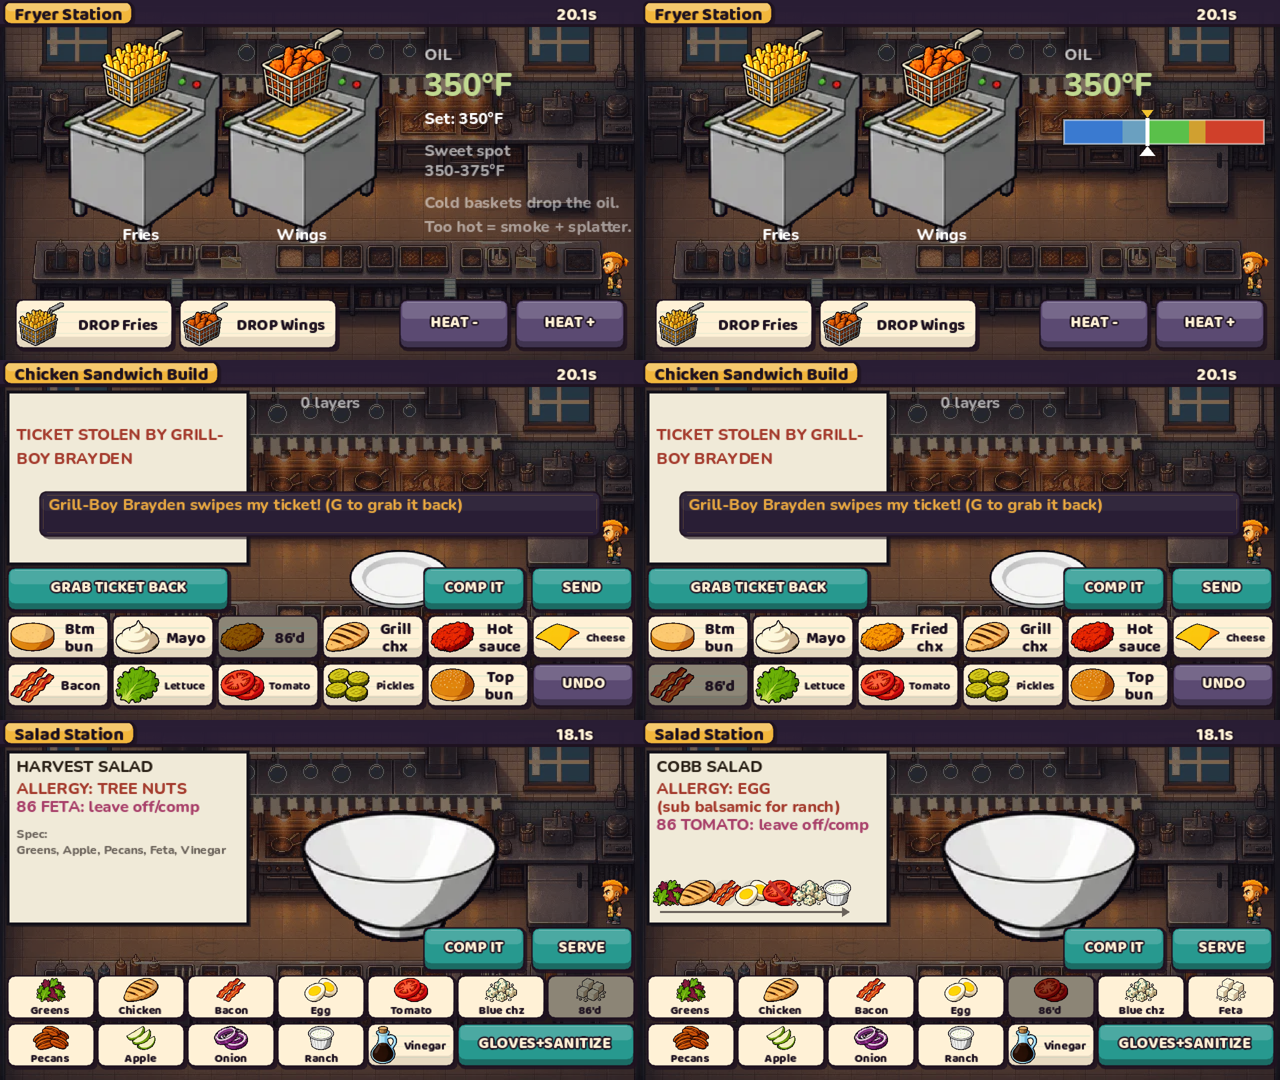 Fryer Station
20.1s
OIL
350°F
Set: 350°F
Sweet spot
350-375°F
Cold baskets drop the oil.
Too hot = smoke + splatter.
Fries
Wings
DROP Fries
DROP Wings
HEAT -
HEAT +
Fryer Station
20.1s
OIL
350°F
Fries
Wings
DROP Fries
DROP Wings
HEAT -
HEAT +
Chicken Sandwich Build
20.1s
0 layers
TICKET STOLEN BY GRILL-
BOY BRAYDEN
Grill-Boy Brayden swipes my ticket! (G to grab it back)
GRAB TICKET BACK
COMP IT
SEND
Btm
bun
Mayo
86'd
Grill
chx
Hot
sauce
Cheese
Bacon
Lettuce
Tomato
Pickles
Top
bun
UNDO
Chicken Sandwich Build
20.1s
0 layers
TICKET STOLEN BY GRILL-
BOY BRAYDEN
Grill-Boy Brayden swipes my ticket! (G to grab it back)
GRAB TICKET BACK
COMP IT
SEND
Btm
bun
Mayo
Fried
chx
Grill
chx
Hot
sauce
Cheese
86'd
Lettuce
Tomato
Pickles
Top
bun
UNDO
Salad Station
18.1s
HARVEST SALAD
ALLERGY: TREE NUTS
86 FETA: leave off/comp
Spec:
Greens, Apple, Pecans, Feta, Vinegar
COMP IT
SERVE
Greens
Chicken
Bacon
Egg
Tomato
Blue chz
86'd
Pecans
Apple
Onion
Ranch
Vinegar
GLOVES+SANITIZE
Salad Station
18.1s
COBB SALAD
ALLERGY: EGG
(sub balsamic for ranch)
86 TOMATO: leave off/comp
COMP IT
SERVE
Greens
Chicken
Bacon
Egg
86'd
Blue chz
Feta
Pecans
Apple
Onion
Ranch
Vinegar
GLOVES+SANITIZE